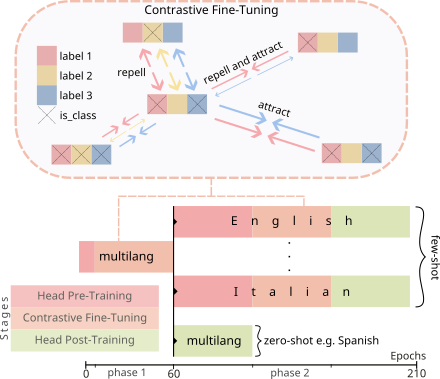 Contrastive Fine-Tuning
label 1
label 2
label 3
is_class
repell
repell and attract
attract
English
multilang
Italian
few-shot
Stages
Head Pre-Training
Contrastive Fine-Tuning
Head Post-Training
multilang
zero-shot e.g. Spanish
Epochs
0
phase 1
60
phase 2
210